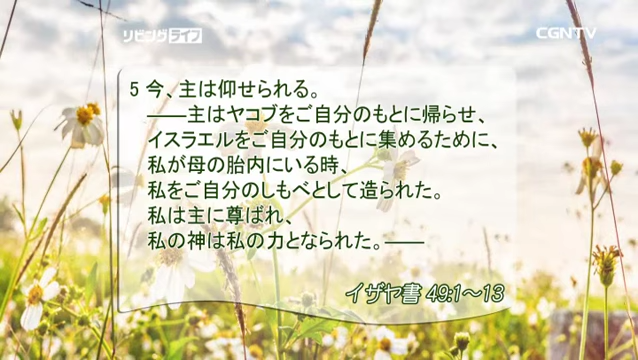 リビングライフ
CGNTV
5 今、主は仰せられる。
――主はヤコブをご自分のもとに帰らせ、
イスラエルをご自分のもとに集めるために、
私が母の胎内にいる時、
私をご自分のしもべとして造られた。
私は主に尊ばれ、
私の神は私の力となられた。――
イザヤ書 49:1～13